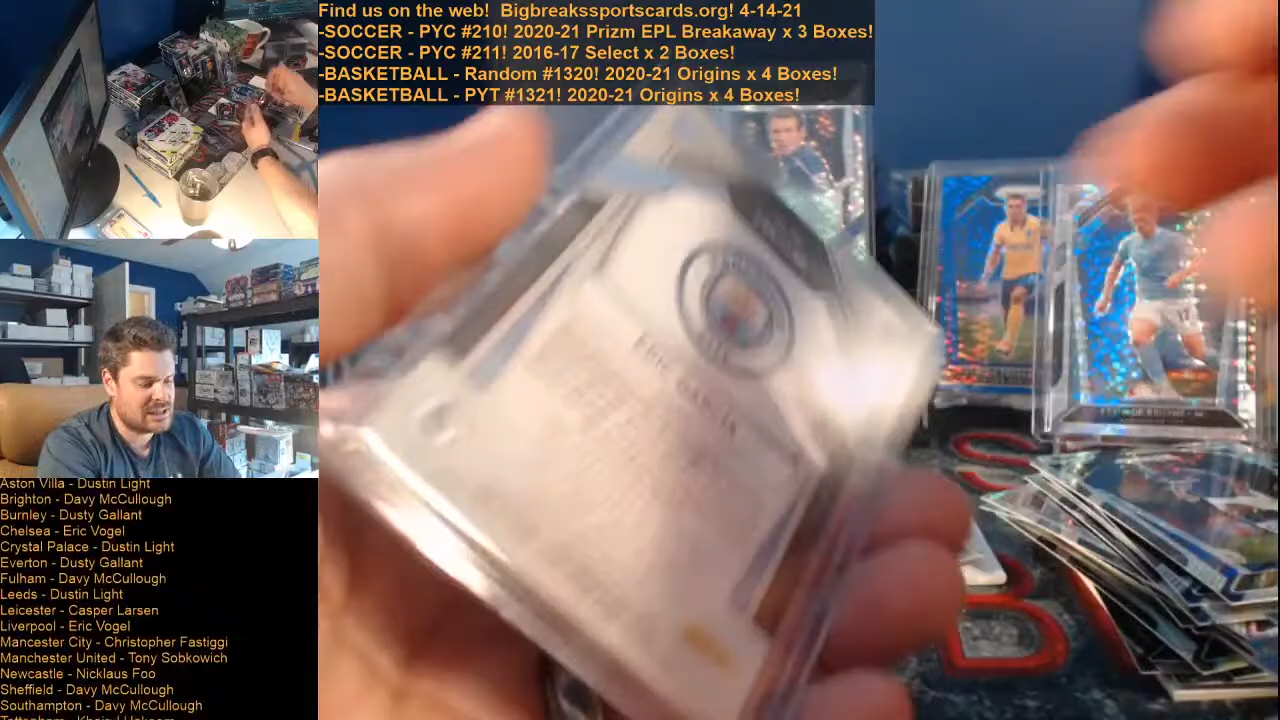 Find us on the web! Bigbreakssportscards.org! 4-14-21
-SOCCER - PYC #210! 2020-21 Prizm EPL Breakaway x 3 Boxes!
-SOCCER - PYC #211! 2016-17 Select x 2 Boxes!
-BASKETBALL - Random #1320! 2020-21 Origins x 4 Boxes!
-BASKETBALL - PYT #1321! 2020-21 Origins x 4 Boxes!
ERIC GARCIA
Aston Villa - Dustin Light
Brighton - Davy McCullough
Burnley - Dusty Gallant
Chelsea - Eric Vogel
Crystal Palace - Dustin Light
Everton - Dusty Gallant
Fulham - Davy McCullough
Leeds - Dustin Light
Leicester - Casper Larsen
Liverpool - Eric Vogel
Mancester City - Christopher Fastiggi
Manchester United - Tony Sobkowich
Newcastle - Nicklaus Foo
Sheffield - Davy McCullough
Southampton - Davy McCullough